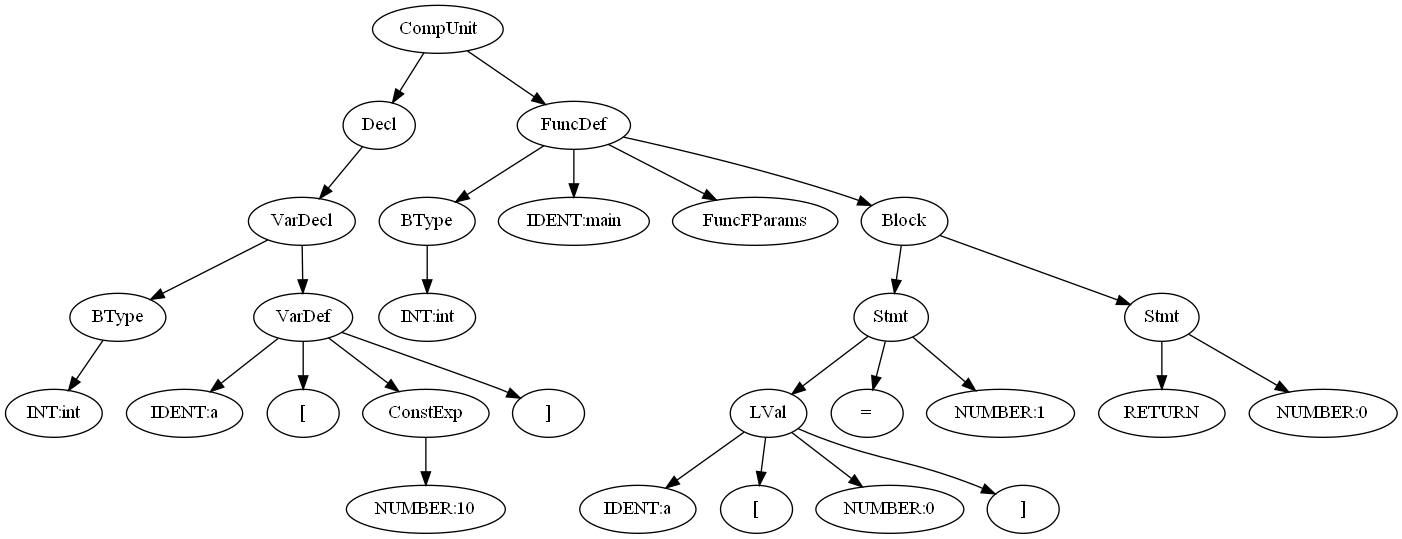 CompUnit
Decl
FuncDef
VarDecl
BType
IDENT:main
FuncFParams
Block
BType
VarDef
INT:int
Stmt
Stmt
INT:int
IDENT:a
[
ConstExp
]
LVal
=
NUMBER:1
RETURN
NUMBER:0
NUMBER:10
IDENT:a
[
NUMBER:0
]